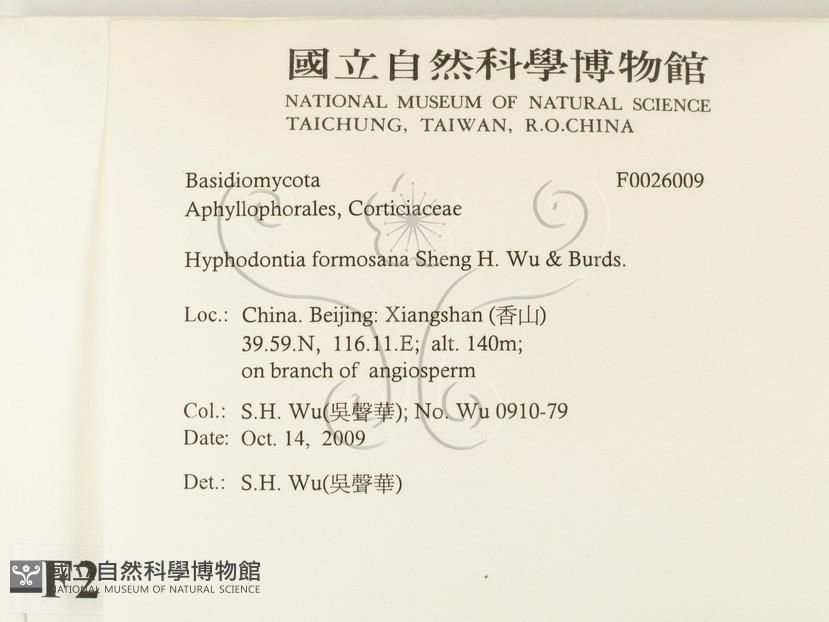 國立自然科學博物館
NATIONAL MUSEUM OF NATURAL SCIENCE
TAICHUNG, TAIWAN, R.O.CHINA
Basidiomycota F0026009
Aphyllophorales, Corticiaceae
Hyphodontia formosana Sheng H. Wu & Burds.
Loc.: China. Beijing: Xiangshan (香山)
39.59.N, 116.11.E; alt. 140m;
on branch of angiosperm
Col.: S.H. Wu(吳聲華); No. Wu 0910-79
Date: Oct. 14, 2009
Det.: S.H. Wu(吳聲華)
F2
國立自然科學博物館
NATIONAL MUSEUM OF NATURAL SCIENCE